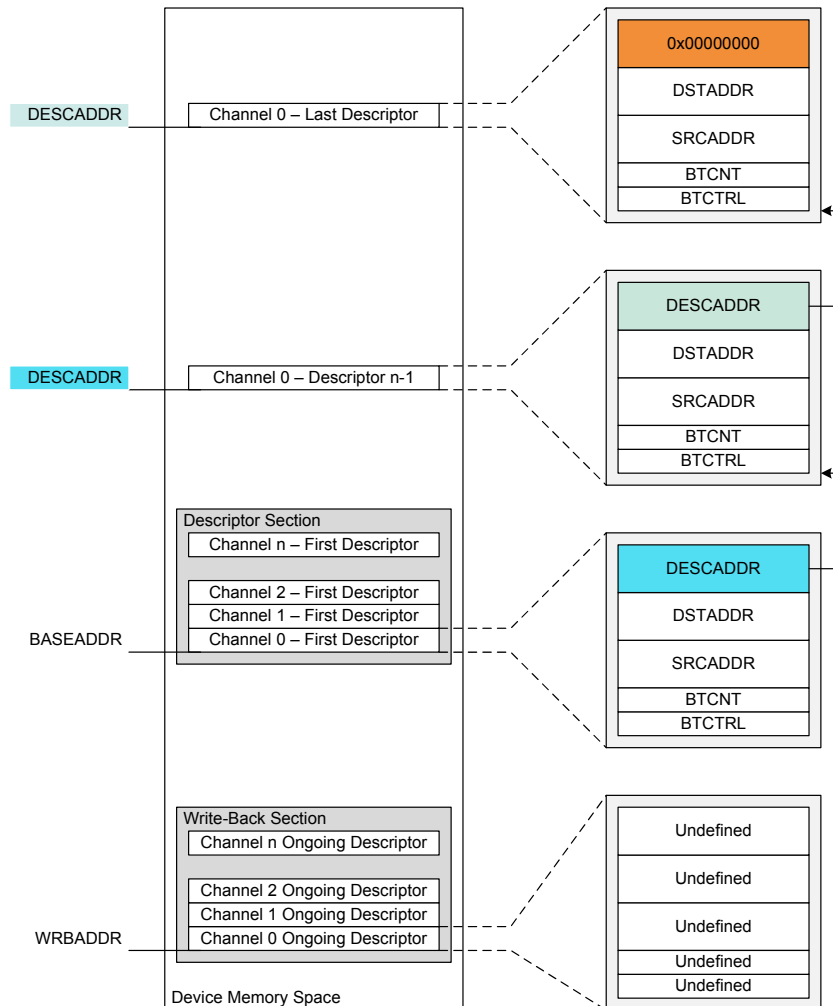 0x00000000
DESCADDR
Channel 0 – Last Descriptor
DSTADDR
SRCADDR
BTCNT
BTCTRL
DESCADDR
DESCADDR
Channel 0 – Descriptor n-1
DSTADDR
SRCADDR
BTCNT
BTCTRL
Descriptor Section
Channel n – First Descriptor
Channel 2 – First Descriptor
Channel 1 – First Descriptor
BASEADDR
Channel 0 – First Descriptor
DESCADDR
DSTADDR
SRCADDR
BTCNT
BTCTRL
Write-Back Section
Channel n Ongoing Descriptor
Channel 2 Ongoing Descriptor
Channel 1 Ongoing Descriptor
WRBADDR
Channel 0 Ongoing Descriptor
Undefined
Undefined
Undefined
Undefined
Undefined
Device Memory Space